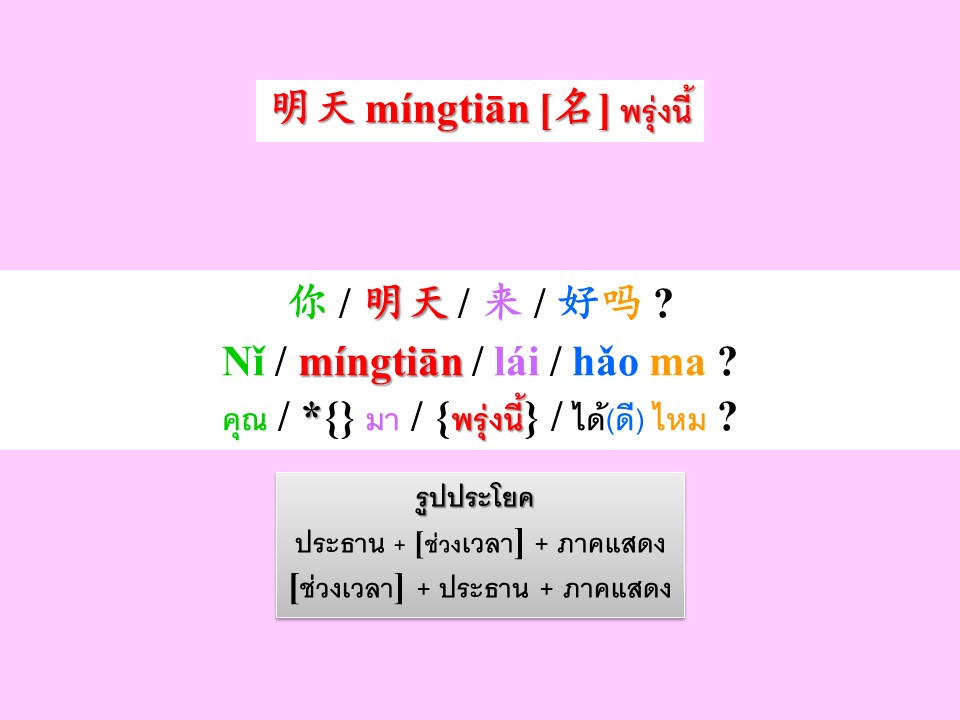 明天 míngtiān [名] พรุ่งนี้
你 / 明天 / 来 / 好吗 ?
Nǐ / míngtiān / lái / hǎo ma ?
คุณ / *{} มา / {พรุ่งนี้} / ได้(ดี) ไหม ?
รูปประโยค
ประธาน + [ช่วงเวลา] + ภาคแสดง
[ช่วงเวลา] + ประธาน + ภาคแสดง